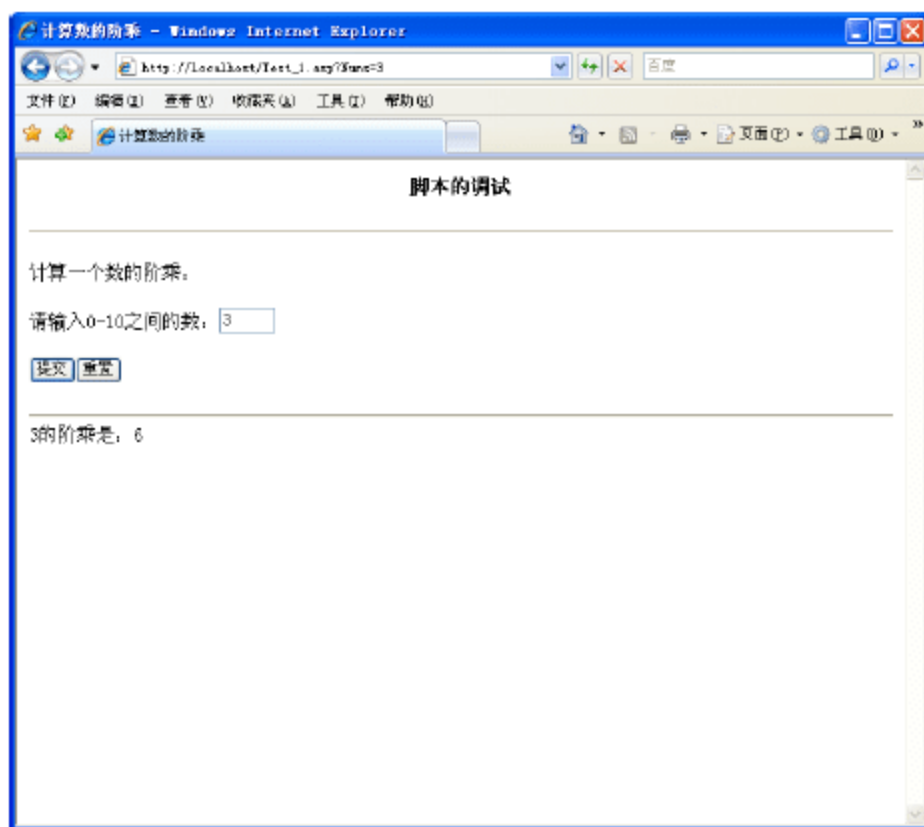 计算数的阶乘 - Windows Internet Explorer
http://localhost/Test_1.asp?Func=3
百度
文件(F) 编辑(E) 查看(V) 收藏夹(A) 工具(T) 帮助(H)
计算数的阶乘
页面(P) 工具(O)
脚本的调试
计算一个数的阶乘。
请输入0-10之间的数：3
提交 重置
3的阶乘是：6